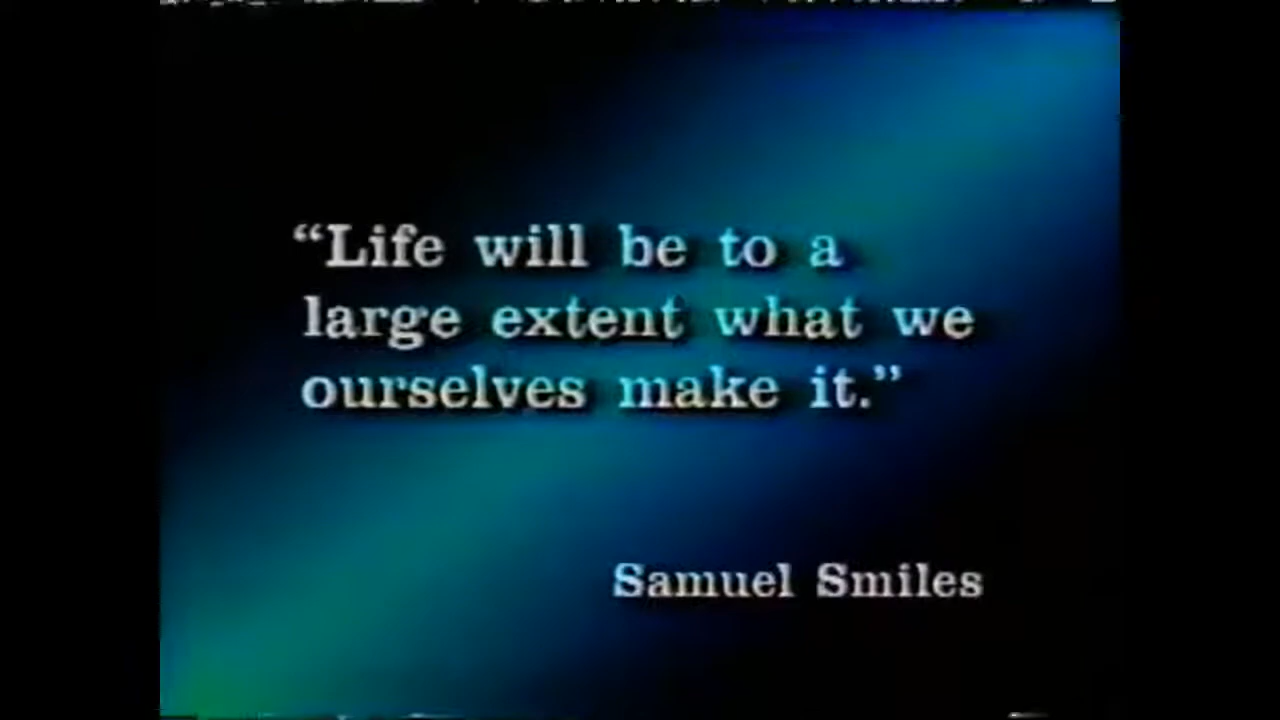 “Life will be to a
large extent what we
ourselves make it.”
Samuel Smiles